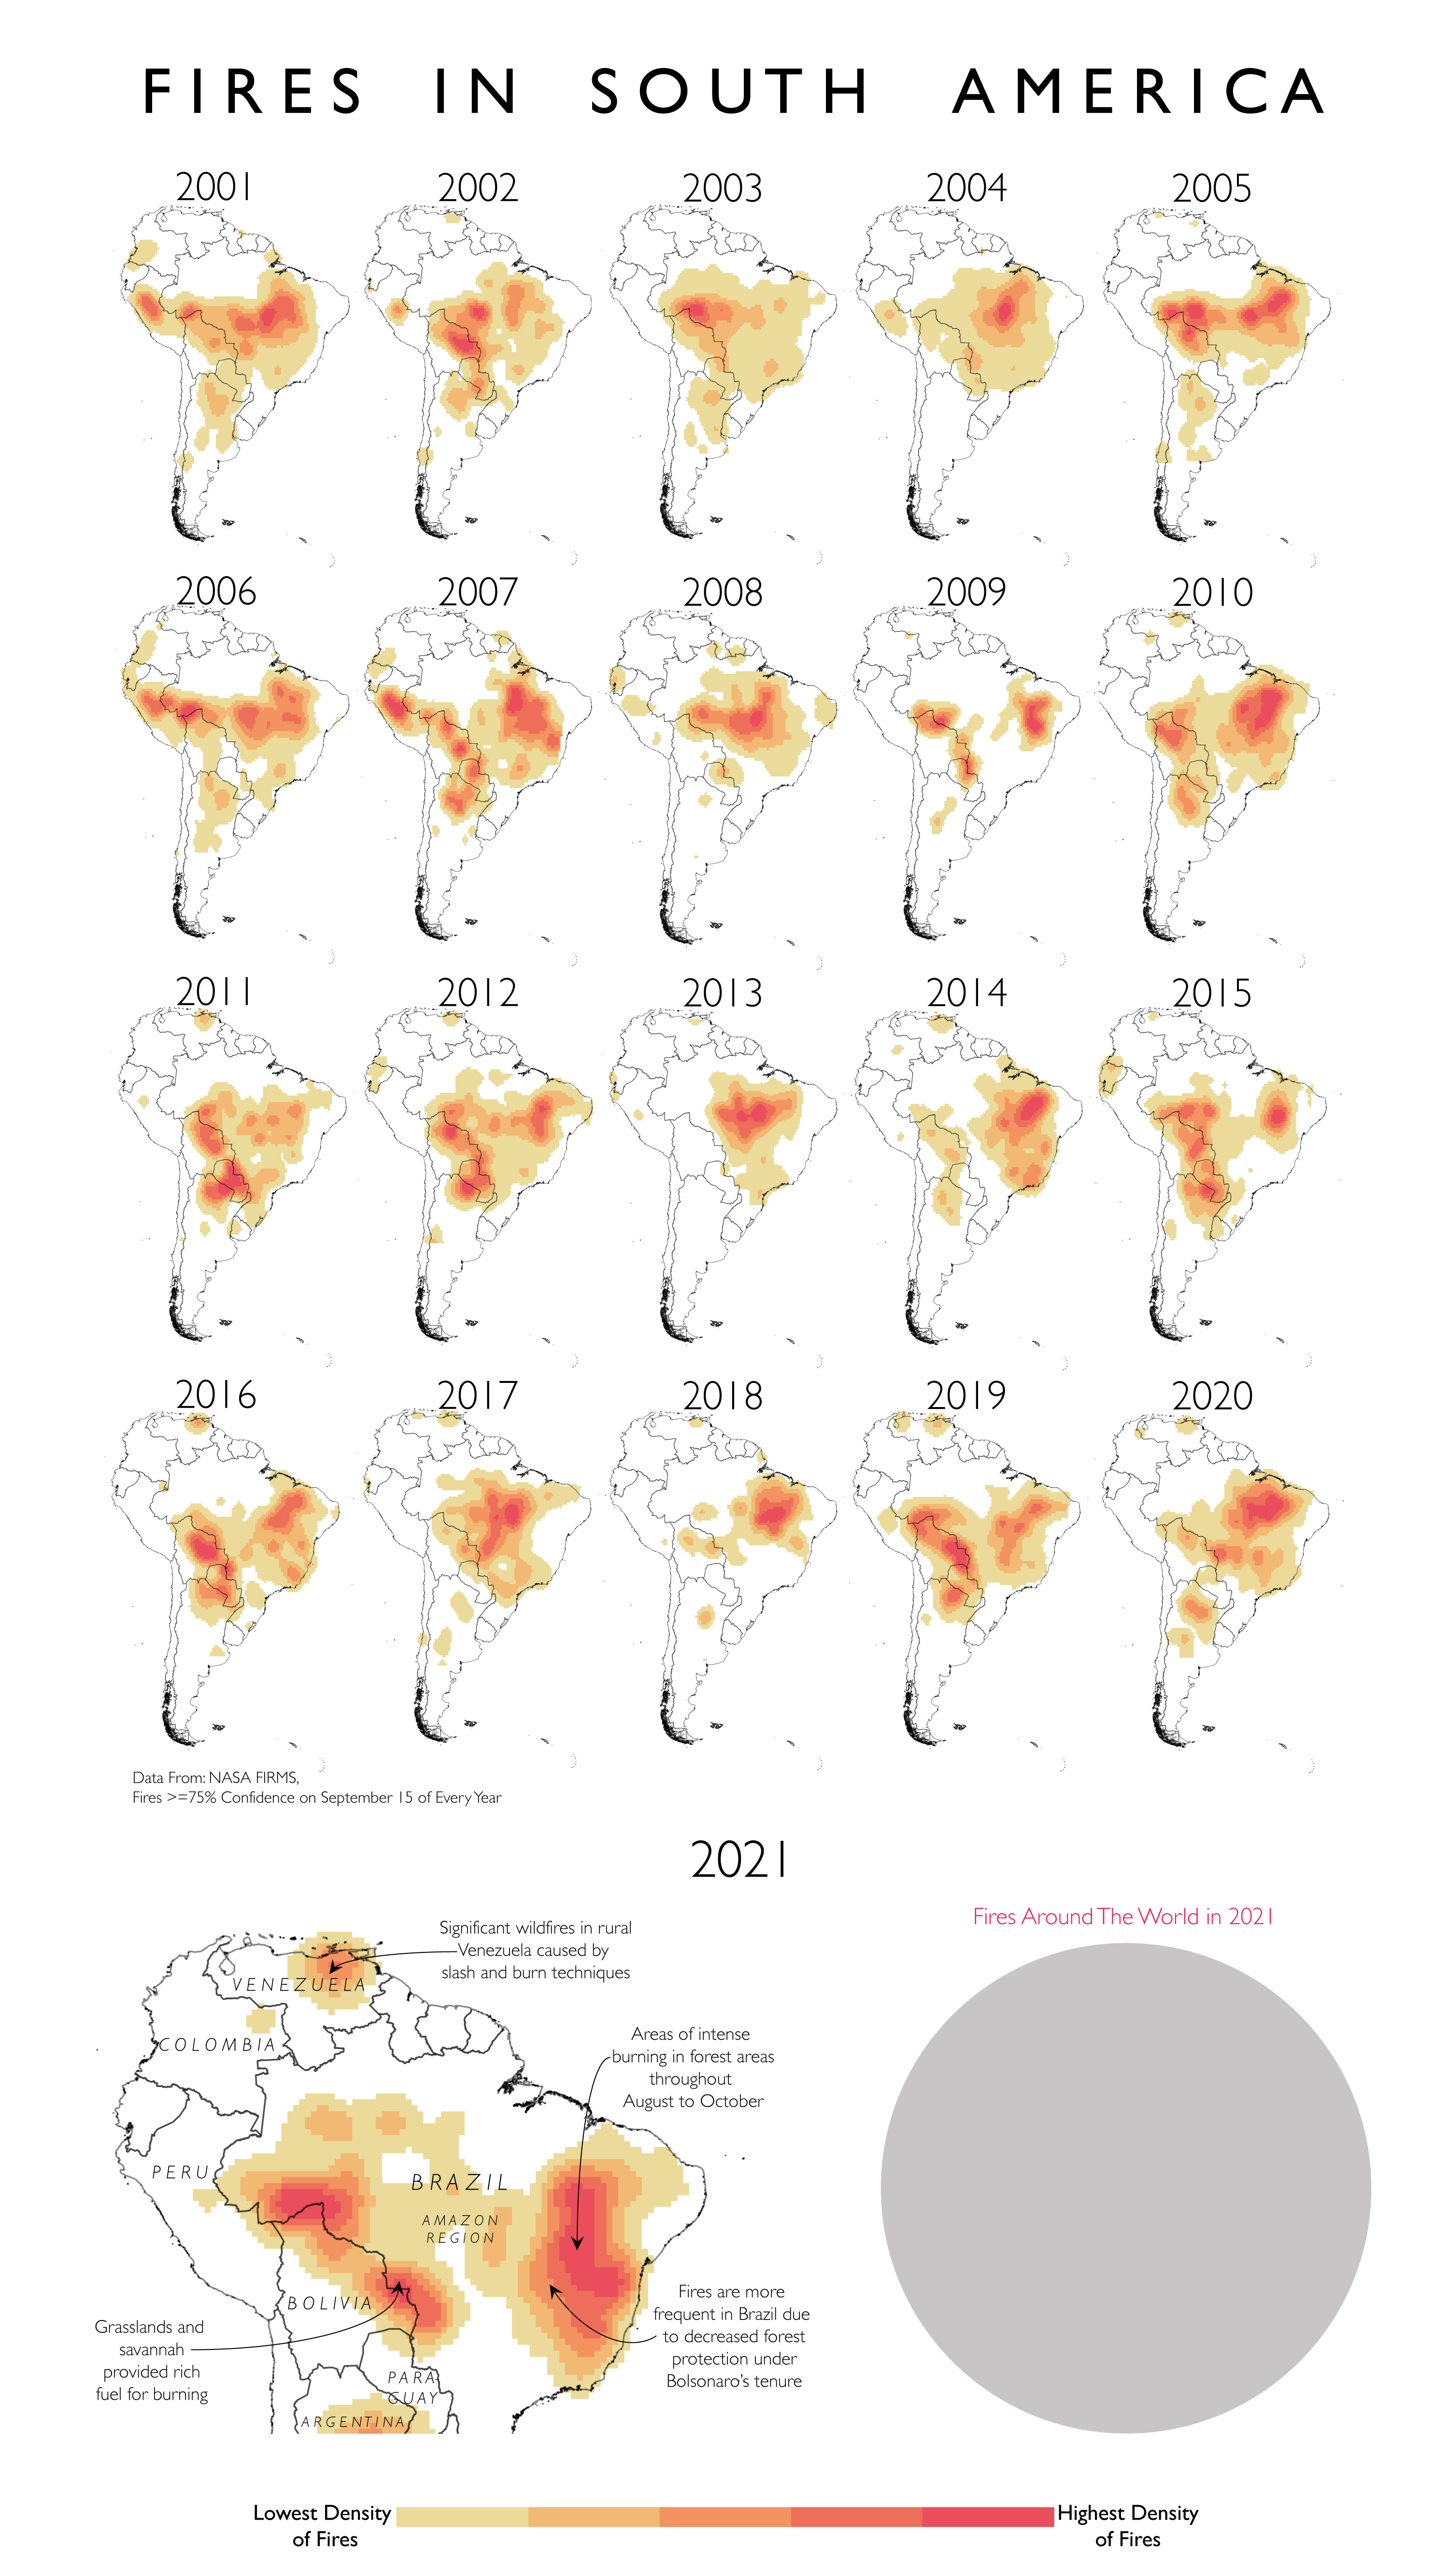 FIRES IN SOUTH AMERICA
2001 2002 2003 2004 2005
2006 2007 2008 2009 2010
2011 2012 2013 2014 2015
2016 2017 2018 2019 2020
Data From: NASA FIRMS,
Fires >=75% Confidence on September 15 of Every Year
2021
Fires Around The World in 2021
Significant wildfires in rural
Venezuela caused by
slash and burn techniques
VENEZUELA
COLOMBIA
Areas of intense
burning in forest areas
throughout
August to October
PERU
BRAZIL
AMAZON
REGION
BOLIVIA
Fires are more
frequent in Brazil due
to decreased forest
protection under
Bolsonaro's tenure
Grasslands and
savannah
provided rich
fuel for burning
PARA-
GUAY
ARGENTINA
Lowest Density
of Fires
Highest Density
of Fires